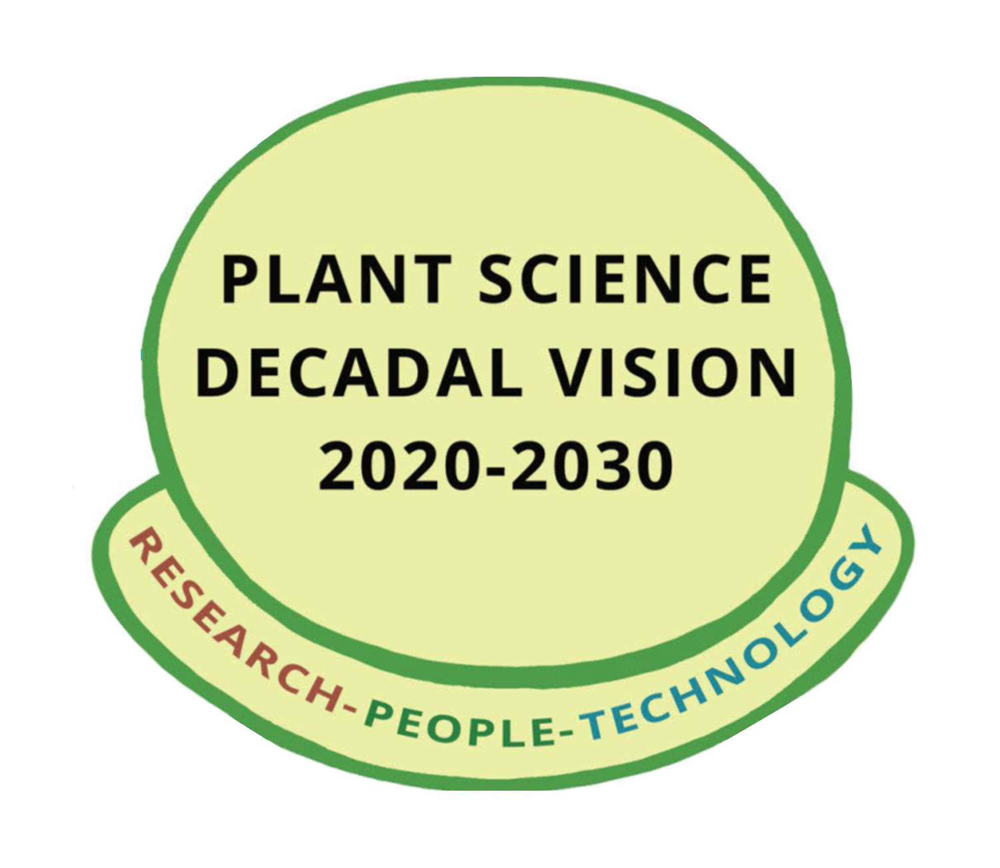 PLANT SCIENCE
DECADAL VISION
2020-2030
RESEARCH-PEOPLE-TECHNOLOGY